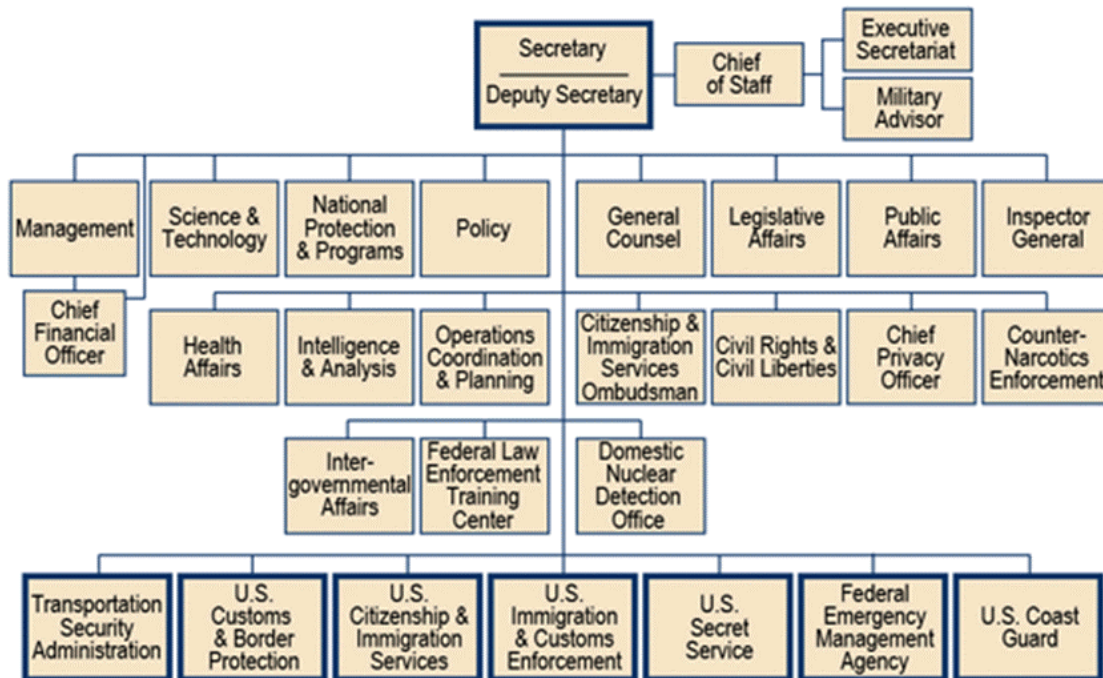 Secretary
Deputy Secretary
Chief
of Staff
Executive
Secretariat
Military
Advisor
Management
Science &
Technology
National
Protection
& Programs
Policy
General
Counsel
Legislative
Affairs
Public
Affairs
Inspector
General
Chief
Financial
Officer
Health
Affairs
Intelligence
& Analysis
Operations
Coordination
& Planning
Citizenship &
Immigration
Services
Ombudsman
Civil Rights &
Civil Liberties
Chief
Privacy
Officer
Counter-
Narcotics
Enforcement
Inter-
governmental
Affairs
Federal Law
Enforcement
Training
Center
Domestic
Nuclear
Detection
Office
Transportation
Security
Administration
U.S.
Customs
& Border
Protection
U.S.
Citizenship &
Immigration
Services
U.S.
Immigration
& Customs
Enforcement
U.S.
Secret
Service
Federal
Emergency
Management
Agency
U.S. Coast
Guard